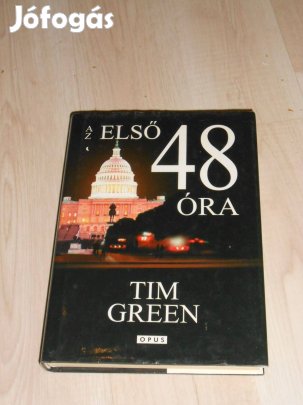 Jófogás
AZ ELSŐ
48
ÓRA
TIM
GREEN
OPUS